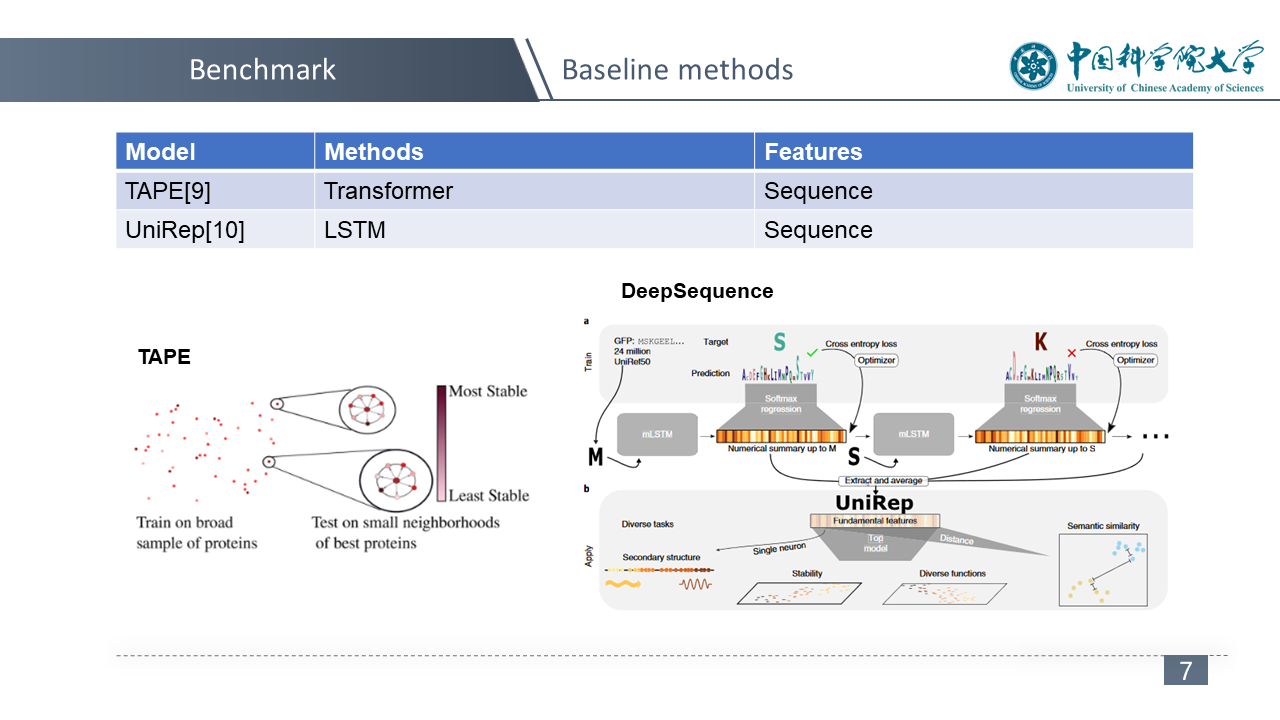 Benchmark
Baseline methods
中国科学院大学
University of Chinese Academy of Sciences
Model Methods Features
TAPE[9] Transformer Sequence
UniRep[10] LSTM Sequence
TAPE
Most Stable
Least Stable
Train on broad
sample of proteins
Test on small neighborhoods
of best proteins
DeepSequence
a
Train
GFP: MSKGEEL...
24 million
UniRef50
Target
S
Cross entropy loss
Optimizer
K
Cross entropy loss
Optimizer
Prediction
Softmax
regression
Softmax
regression
mLSTM
mLSTM
...
M
Numerical summary up to M
S
Numerical summary up to S
Extract and average
b
Apply
UniRep
Fundamental features
Diverse tasks
Top
model
Distance
Single neuron
Semantic similarity
Secondary structure
Stability
Diverse functions
7